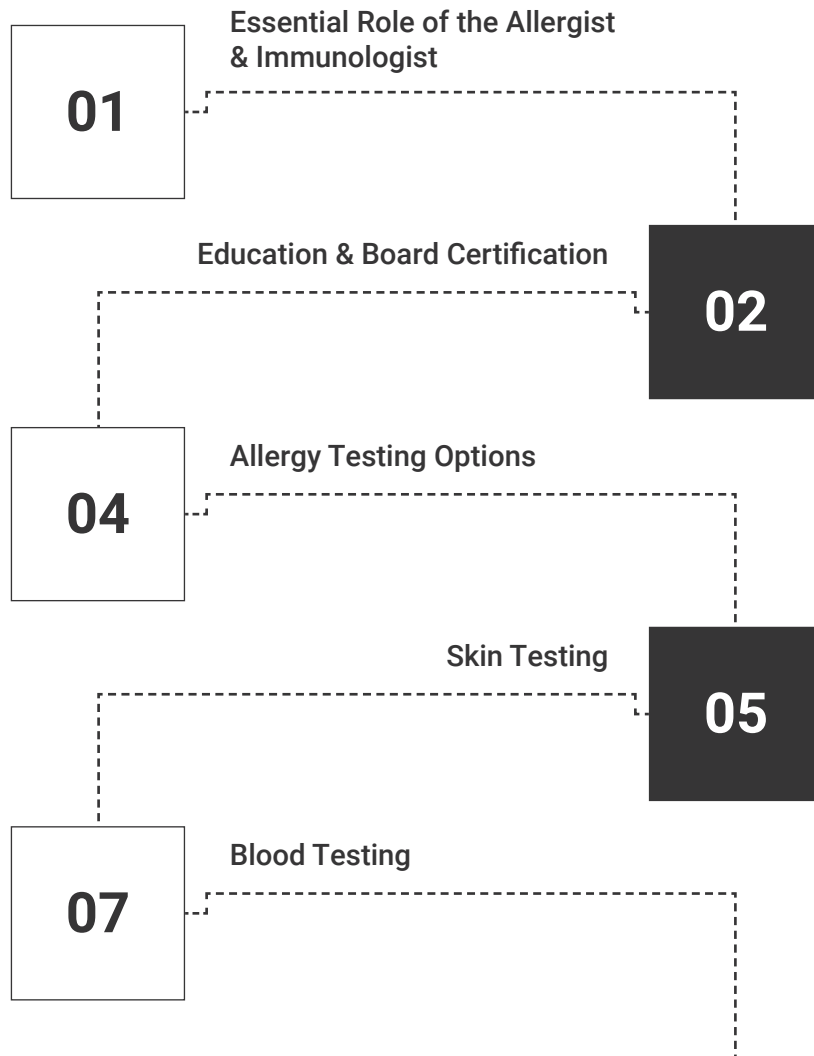 Essential Role of the Allergist
& Immunologist
01
Education & Board Certification
02
Allergy Testing Options
04
Skin Testing
05
Blood Testing
07